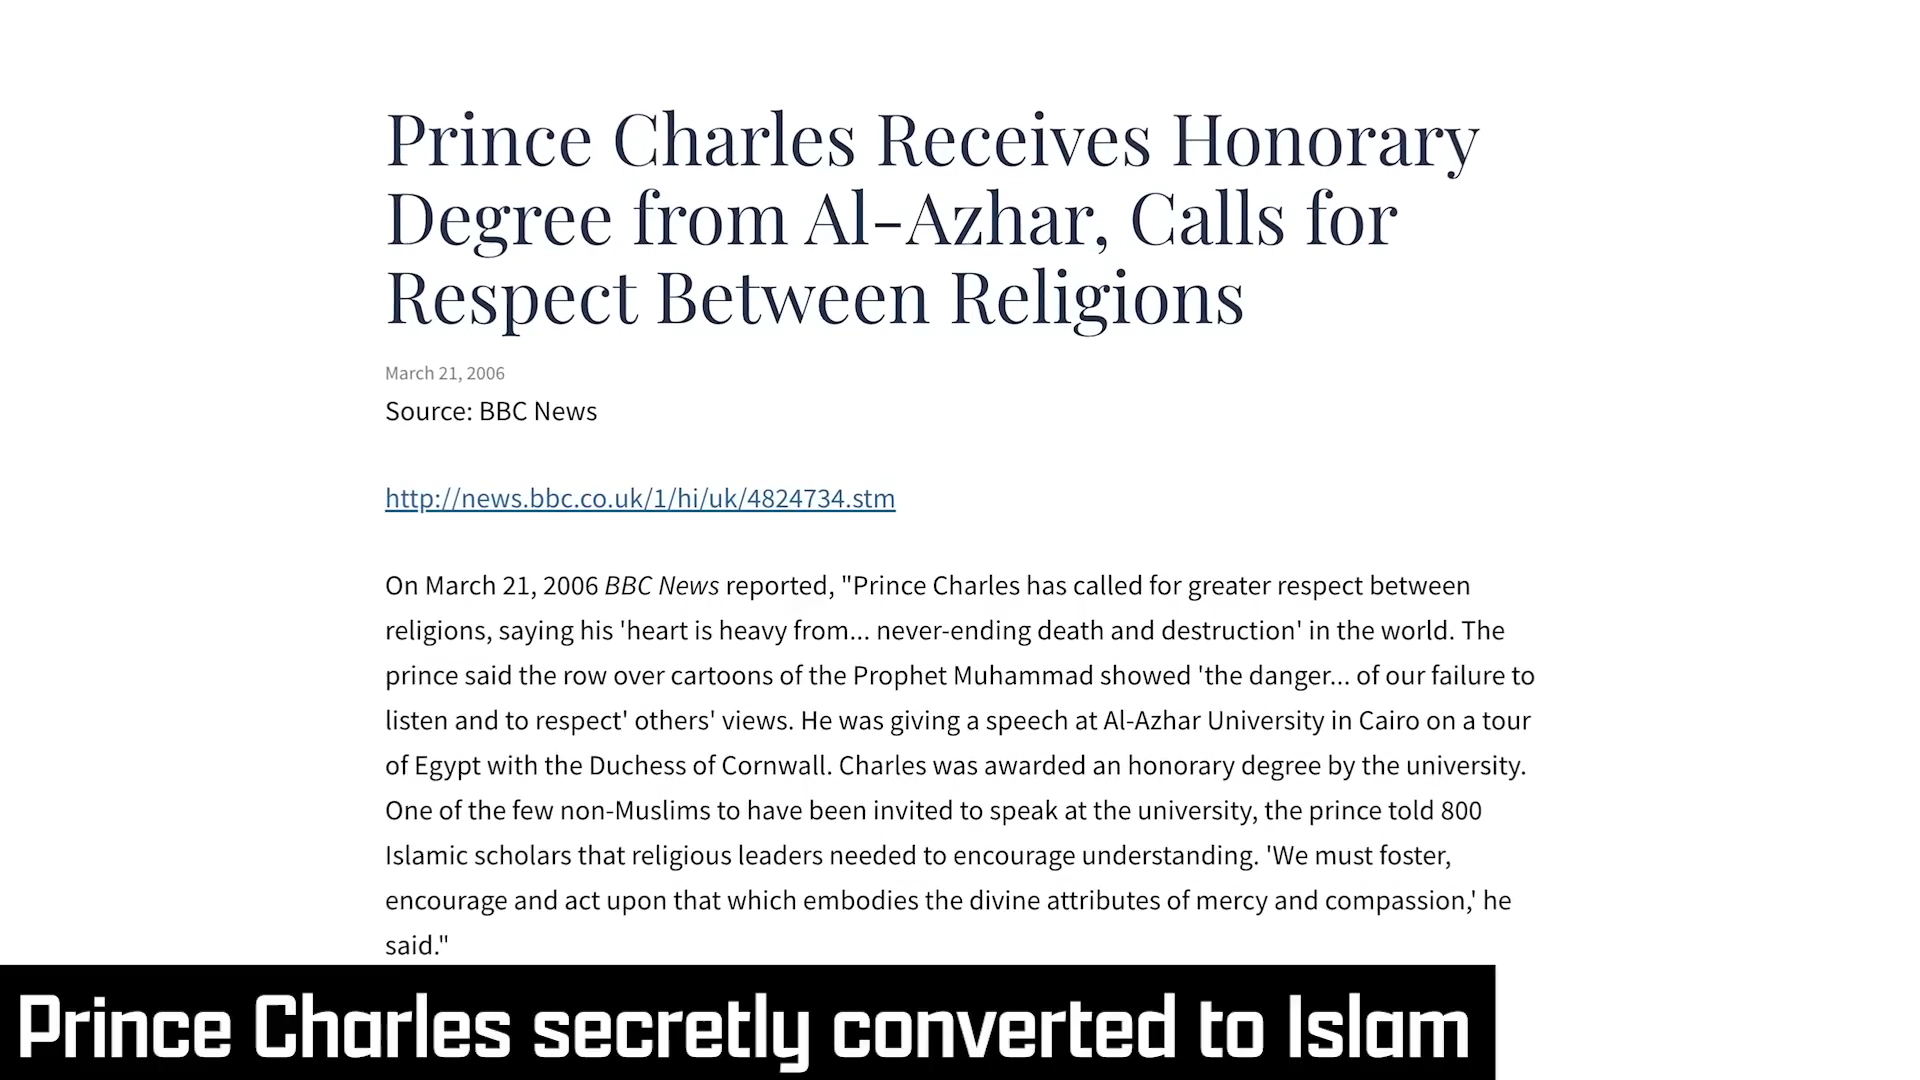 Prince Charles Receives Honorary
Degree from Al-Azhar, Calls for
Respect Between Religions
March 21, 2006
Source: BBC News
http://news.bbc.co.uk/1/hi/uk/4824734.stm
On March 21, 2006 BBC News reported, "Prince Charles has called for greater respect between
religions, saying his 'heart is heavy from... never-ending death and destruction' in the world. The
prince said the row over cartoons of the Prophet Muhammad showed 'the danger... of our failure to
listen and to respect' others' views. He was giving a speech at Al-Azhar University in Cairo on a tour
of Egypt with the Duchess of Cornwall. Charles was awarded an honorary degree by the university.
One of the few non-Muslims to have been invited to speak at the university, the prince told 800
Islamic scholars that religious leaders needed to encourage understanding. 'We must foster,
encourage and act upon that which embodies the divine attributes of mercy and compassion,' he
said."
Prince Charles secretly converted to Islam